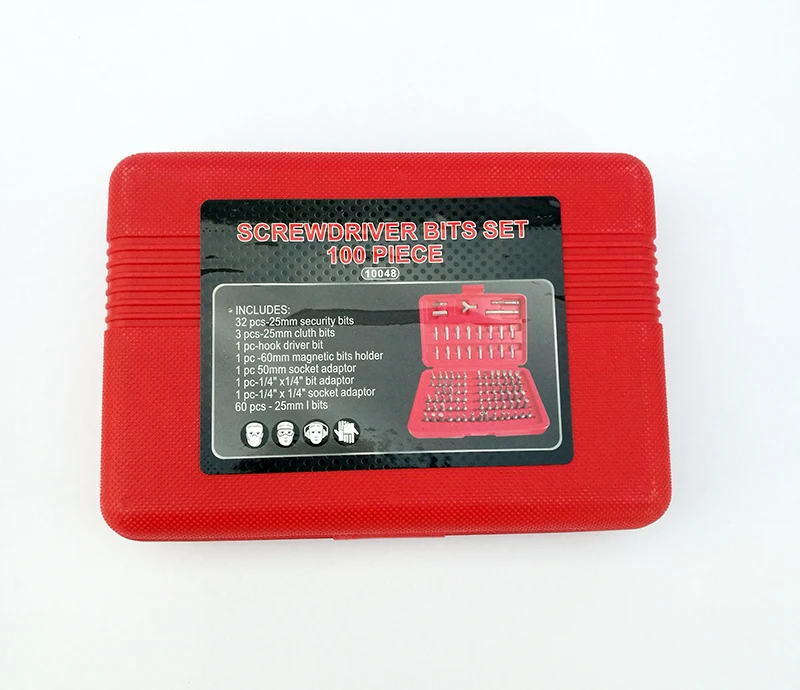 SCREWDRIVER BITS SET
100 PIECE
10048
INCLUDES:
32 pcs-25mm security bits
3 pcs-25mm cluth bits
1 pc-hook driver bit
1 pc -60mm magnetic bits holder
1 pc 50mm socket adaptor
1 pc-1/4" x1/4" bit adaptor
1 pc-1/4" x 1/4" socket adaptor
60 pcs - 25mm l bits